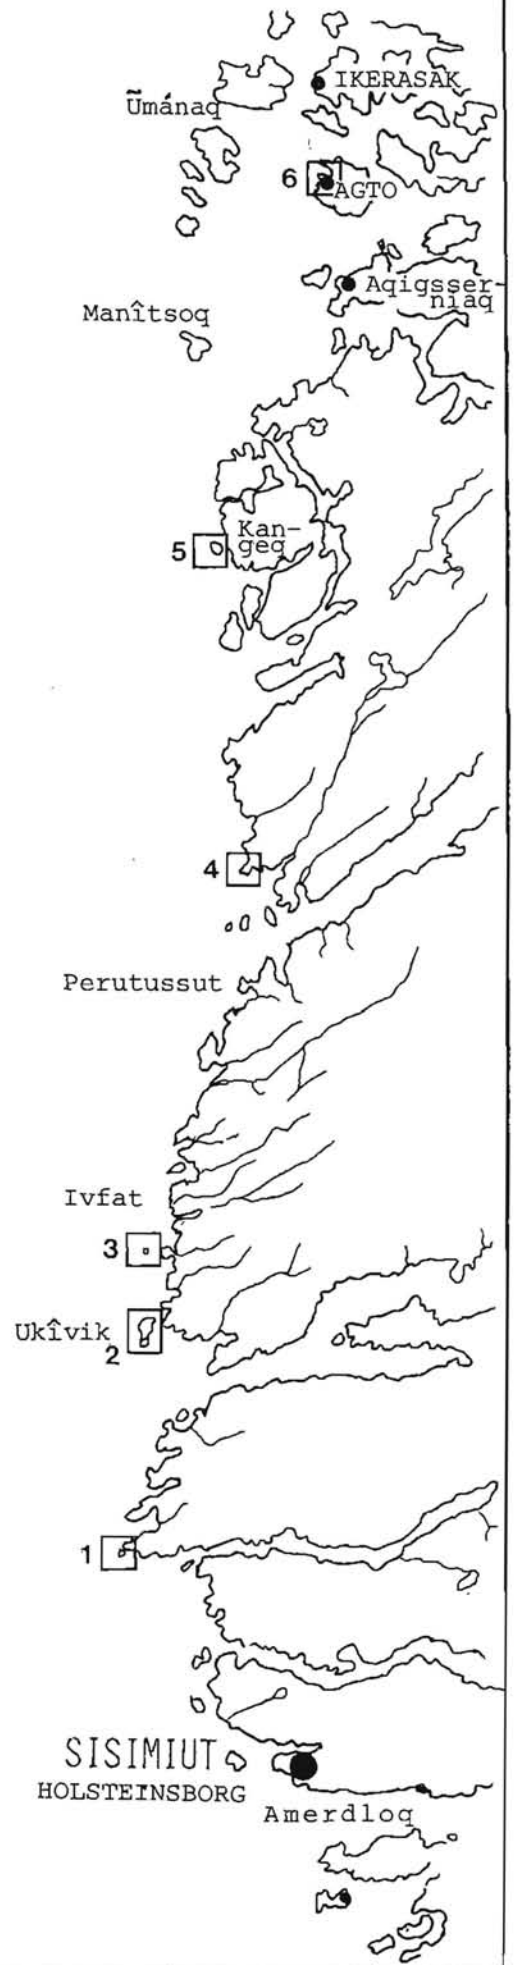 IKERASAK
Ũmánaq
6
AGTO
Aqigsser-
niaq
Manîtsoq
Kan-
geq
5
4
Perutussut
Ivfat
3
Ukîvik
2
1
SISIMIUT
HOLSTEINSBORG
Amerdloq